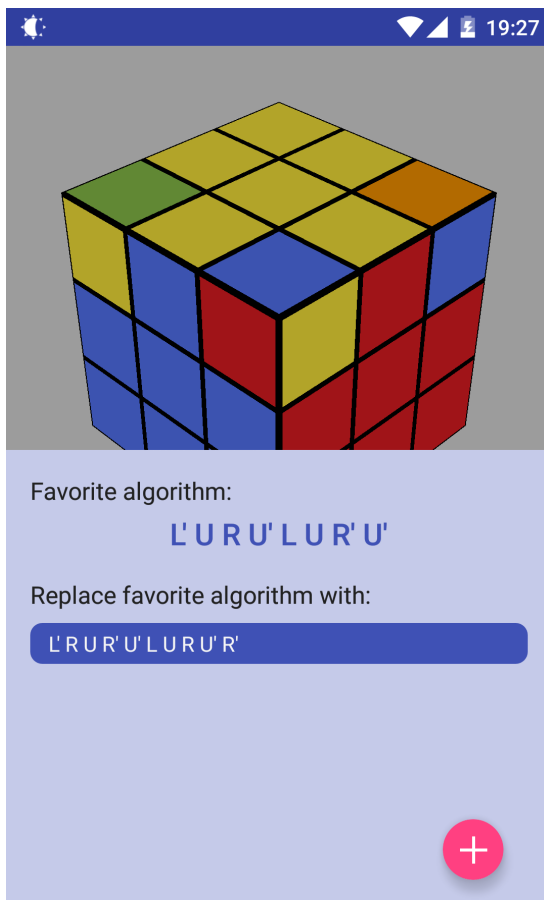 19:27
Favorite algorithm:
L' U R U' L U R' U'
Replace favorite algorithm with:
L' R U R' U' L U R U' R'